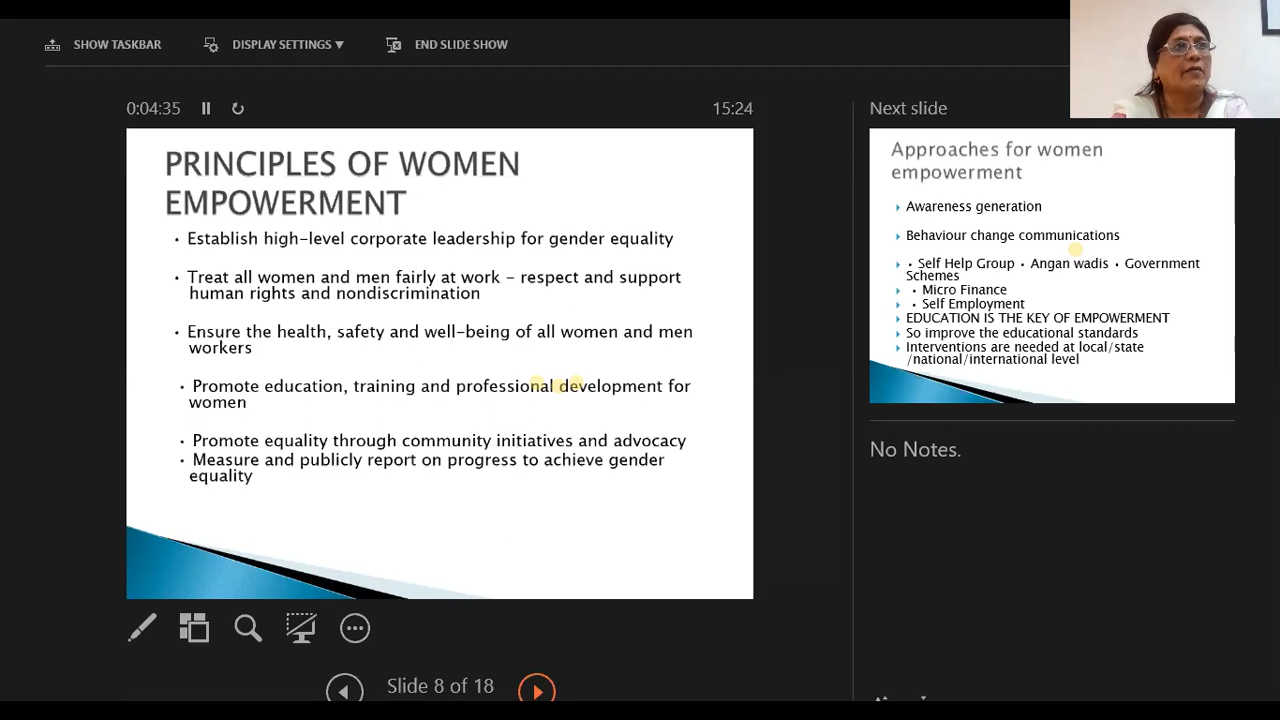 SHOW TASKBAR
DISPLAY SETTINGS ▼
END SLIDE SHOW
0:04:35
15:24
PRINCIPLES OF WOMEN
EMPOWERMENT
• Establish high-level corporate leadership for gender equality
• Treat all women and men fairly at work – respect and support
human rights and nondiscrimination
• Ensure the health, safety and well-being of all women and men
workers
• Promote education, training and professional development for
women
• Promote equality through community initiatives and advocacy
• Measure and publicly report on progress to achieve gender
equality
Slide 8 of 18
Next slide
Approaches for women
empowerment
Awareness generation
Behaviour change communications
• Self Help Group • Angan wadis • Government
Schemes
• Micro Finance
• Self Employment
EDUCATION IS THE KEY OF EMPOWERMENT
So improve the educational standards
Interventions are needed at local/state
/national/international level
No Notes.